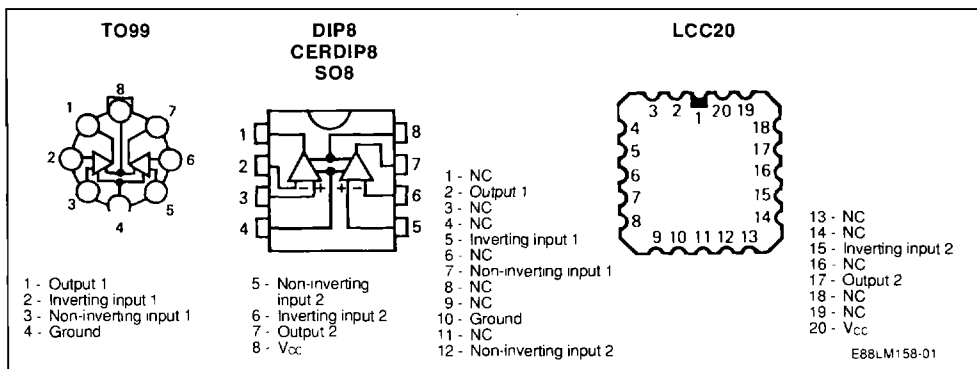 TO99
8
1
7
2
6
3
5
4
1 - Output 1
2 - Inverting input 1
3 - Non-inverting input 1
4 - Ground
DIP8
CERDIP8
SO8
1
8
2
7
3
6
4
5
- + + -
5 - Non-inverting
input 2
6 - Inverting input 2
7 - Output 2
8 - Vcc
1 - NC
2 - Output 1
3 - NC
4 - NC
5 - Inverting input 1
6 - NC
7 - Non-inverting input 1
8 - NC
9 - NC
10 - Ground
11 - NC
12 - Non-inverting input 2
LCC20
3 2 1 20 19
4
18
5
17
6
16
7
15
8
14
9 10 11 12 13
13 - NC
14 - NC
15 - Inverting input 2
16 - NC
17 - Output 2
18 - NC
19 - NC
20 - Vcc
E88LM158-01